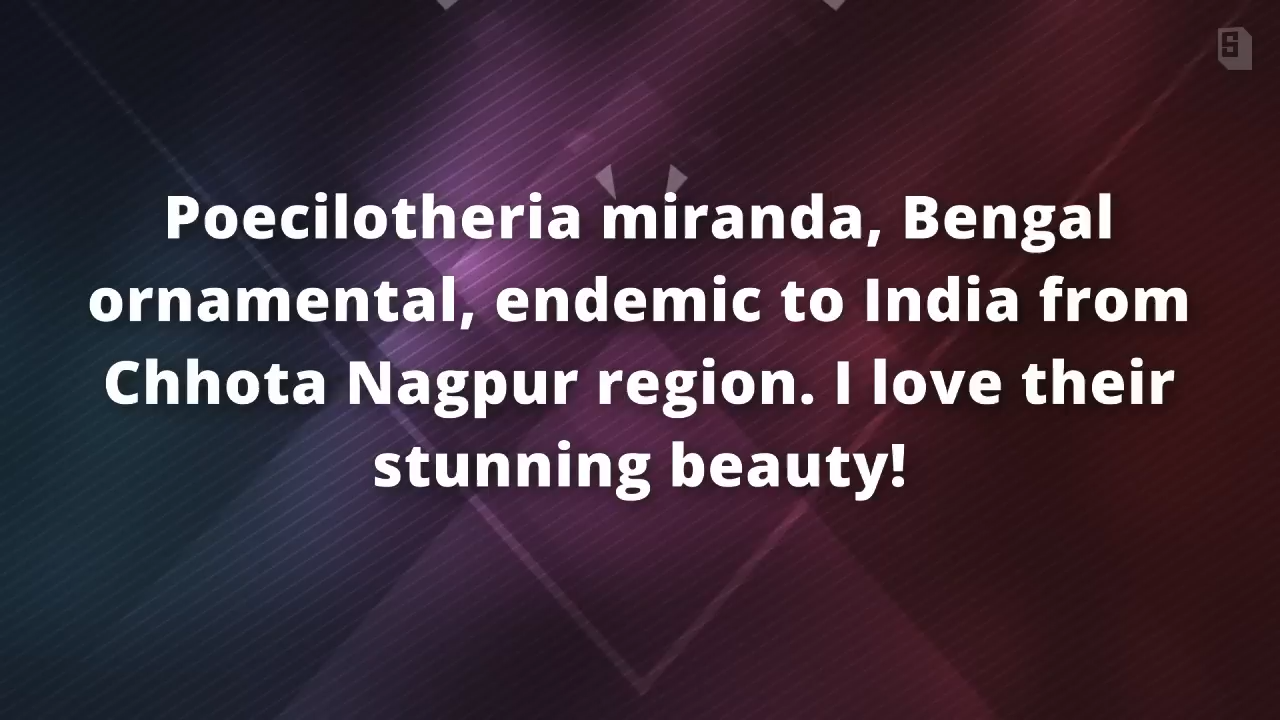 Poecilotheria miranda, Bengal
ornamental, endemic to India from
Chhota Nagpur region. I love their
stunning beauty!